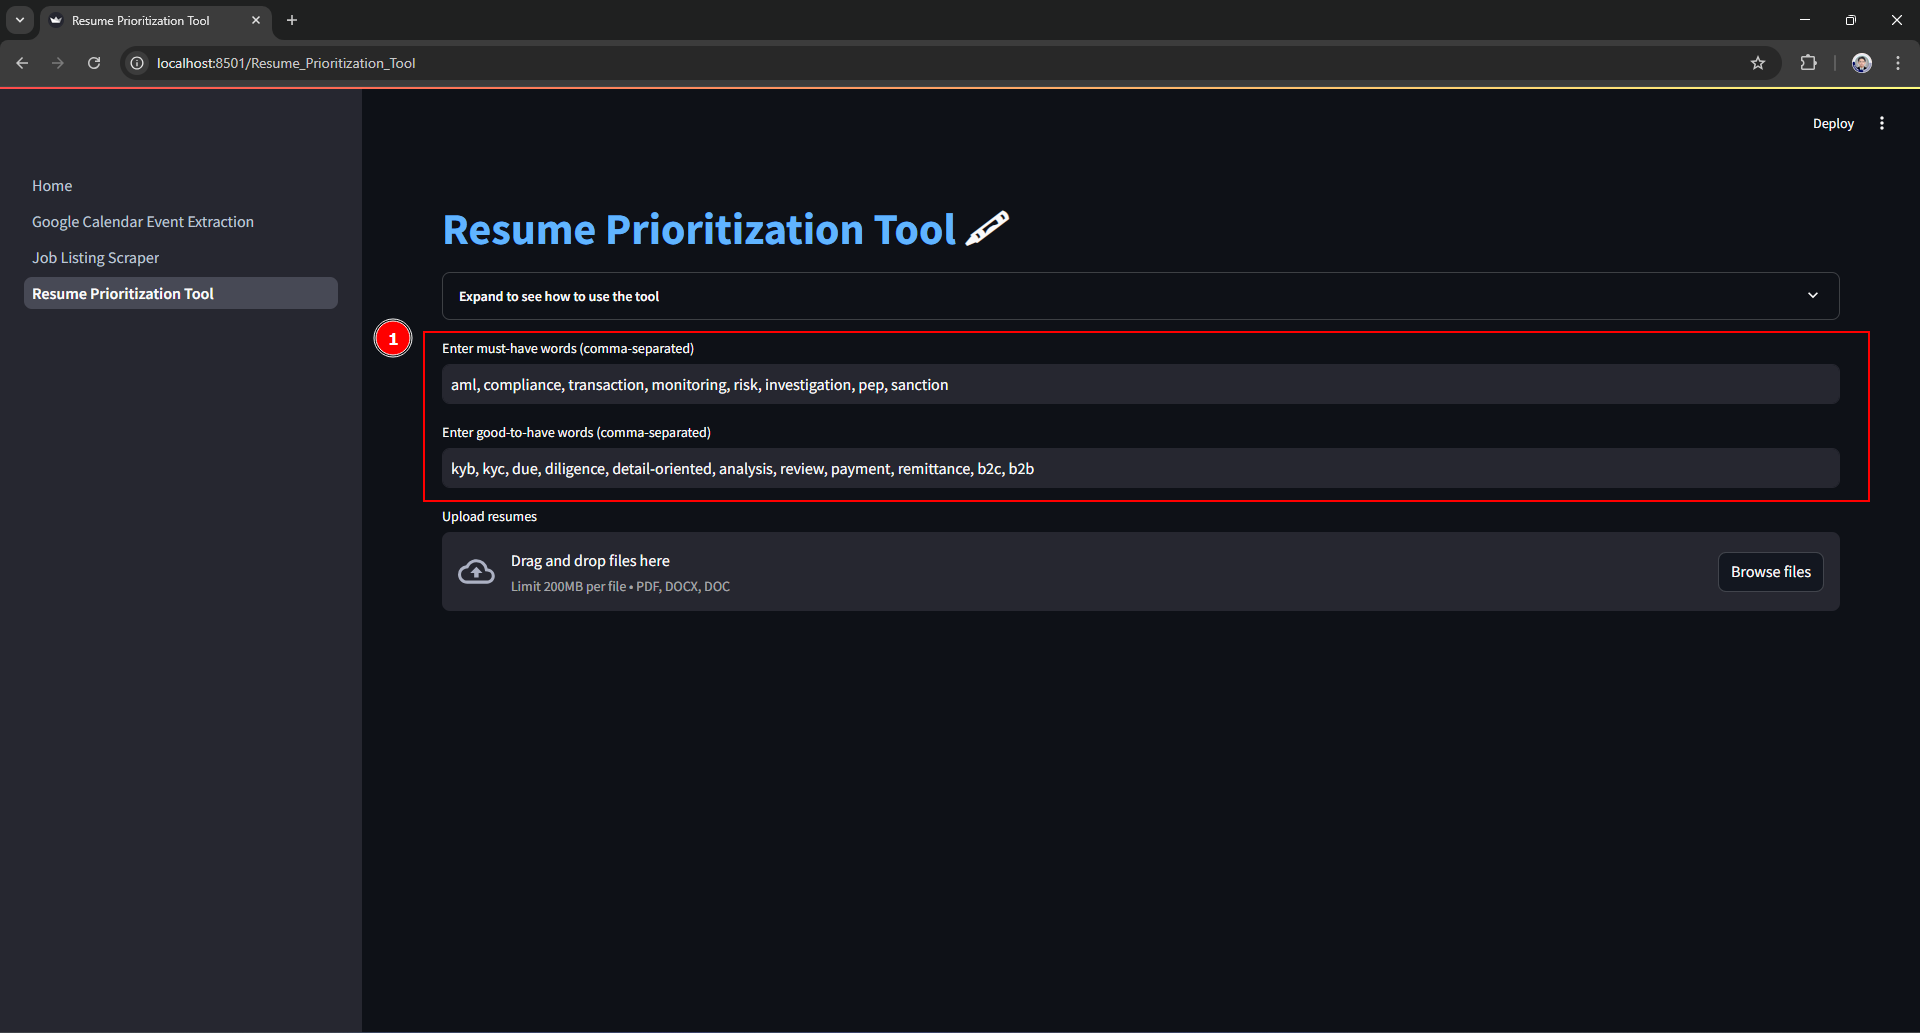 Resume Prioritization Tool
localhost:8501/Resume_Prioritization_Tool
Deploy
Home
Google Calendar Event Extraction
Job Listing Scraper
Resume Prioritization Tool
Resume Prioritization Tool
Expand to see how to use the tool
1
Enter must-have words (comma-separated)
aml, compliance, transaction, monitoring, risk, investigation, pep, sanction
Enter good-to-have words (comma-separated)
kyb, kyc, due, diligence, detail-oriented, analysis, review, payment, remittance, b2c, b2b
Upload resumes
Drag and drop files here
Limit 200MB per file • PDF, DOCX, DOC
Browse files